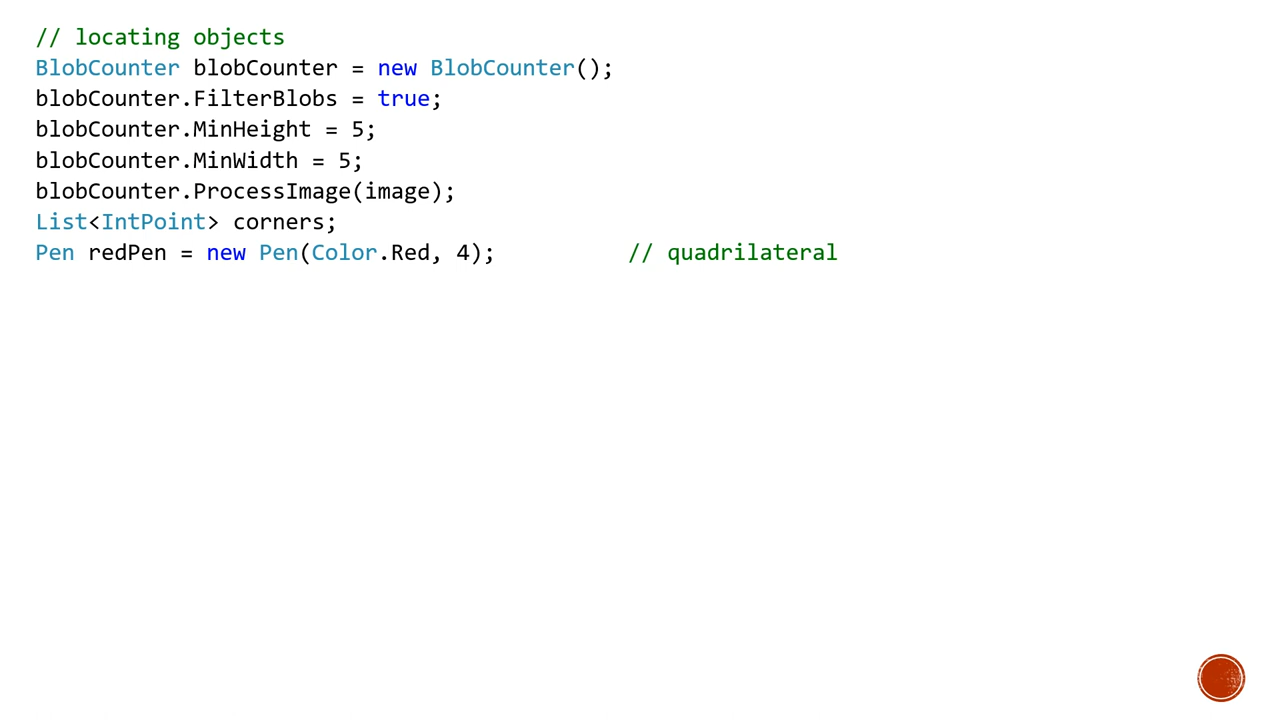 // locating objects
BlobCounter blobCounter = new BlobCounter();
blobCounter.FilterBlobs = true;
blobCounter.MinHeight = 5;
blobCounter.MinWidth = 5;
blobCounter.ProcessImage(image);
List<IntPoint> corners;
Pen redPen = new Pen(Color.Red, 4); // quadrilateral